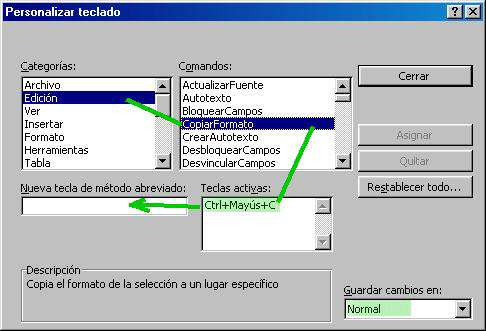 Personalizar teclado
Categorías:
Archivo
Edición
Ver
Insertar
Formato
Herramientas
Tabla
Comandos:
ActualizarFuente
Autotexto
BloquearCampos
CopiarFormato
CrearAutotexto
DesbloquearCampos
DesvincularCampos
Cerrar
Asignar
Quitar
Restablecer todo...
Nueva tecla de método abreviado:
Teclas activas:
Ctrl+Mayús+C
Descripción
Copia el formato de la selección a un lugar específico
Guardar cambios en:
Normal